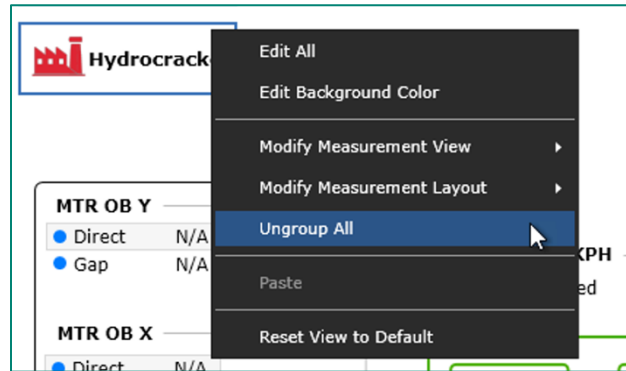 Hydrocrack
Edit All
Edit Background Color
Modify Measurement View
Modify Measurement Layout
Ungroup All
Paste
Reset View to Default
MTR OB Y
Direct N/A
Gap N/A
MTR OB X
Direct N/A
KPH
ed